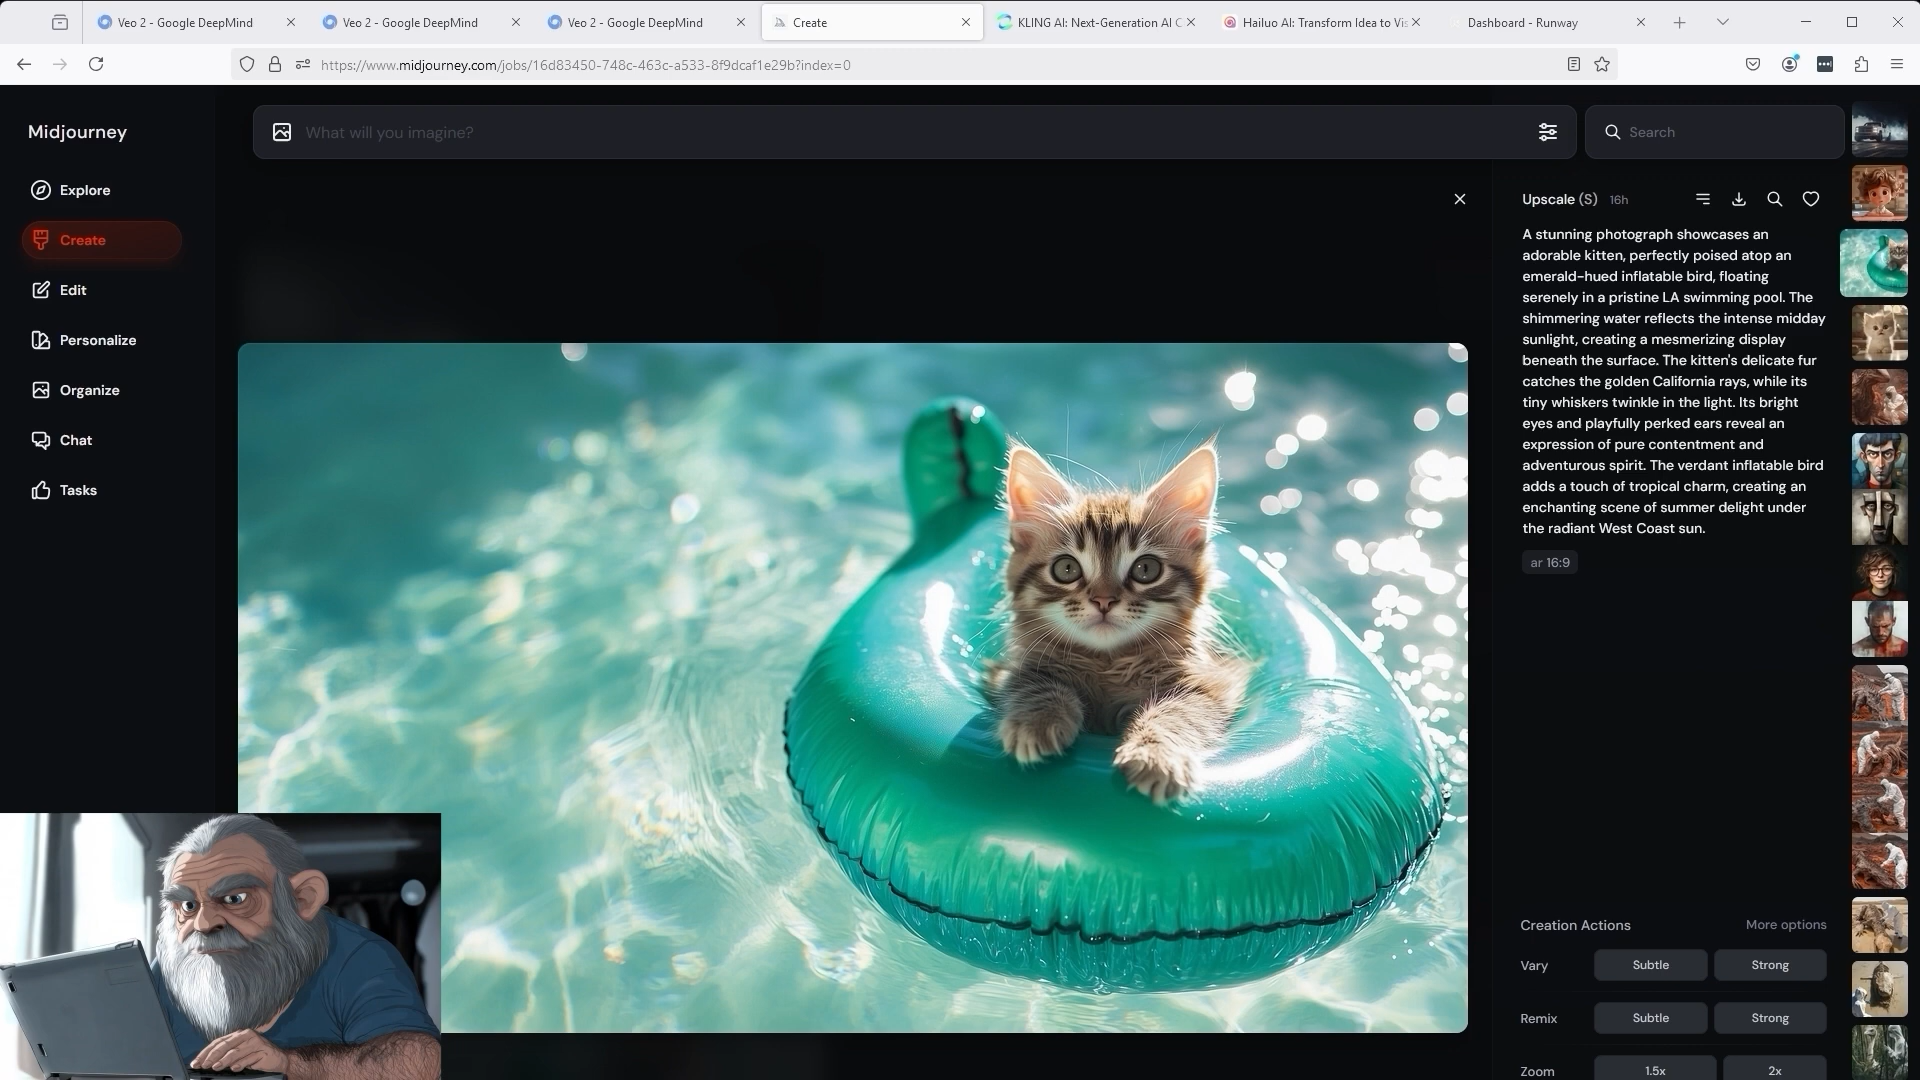 Veo 2 - Google DeepMind
Veo 2 - Google DeepMind
Veo 2 - Google DeepMind
Create
KLING AI: Next-Generation AI C
Hailuo AI: Transform Idea to Vis
Dashboard - Runway
https://www.midjourney.com/jobs/16d83450-748c-463c-a533-8f9dcaf1e29b?index=0
Midjourney
What will you imagine?
Search
Explore
Create
Edit
Personalize
Organize
Chat
Tasks
Upscale (S) 16h
A stunning photograph showcases an
adorable kitten, perfectly poised atop an
emerald-hued inflatable bird, floating
serenely in a pristine LA swimming pool. The
shimmering water reflects the intense midday
sunlight, creating a mesmerizing display
beneath the surface. The kitten's delicate fur
catches the golden California rays, while its
tiny whiskers twinkle in the light. Its bright
eyes and playfully perked ears reveal an
expression of pure contentment and
adventurous spirit. The verdant inflatable bird
adds a touch of tropical charm, creating an
enchanting scene of summer delight under
the radiant West Coast sun.
ar 16:9
Creation Actions More options
Vary Subtle Strong
Remix Subtle Strong
Zoom 1.5x 2x